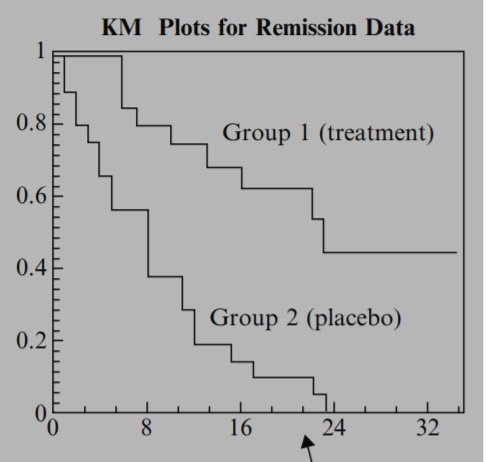 KM Plots for Remission Data
1
0.8
Group 1 (treatment)
0.6
0.4
Group 2 (placebo)
0.2
0
0 8 16 24 32